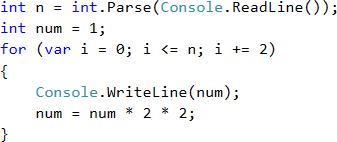 int n = int.Parse(Console.ReadLine());
int num = 1;
for (var i = 0; i <= n; i += 2)
{
    Console.WriteLine(num);
    num = num * 2 * 2;
}